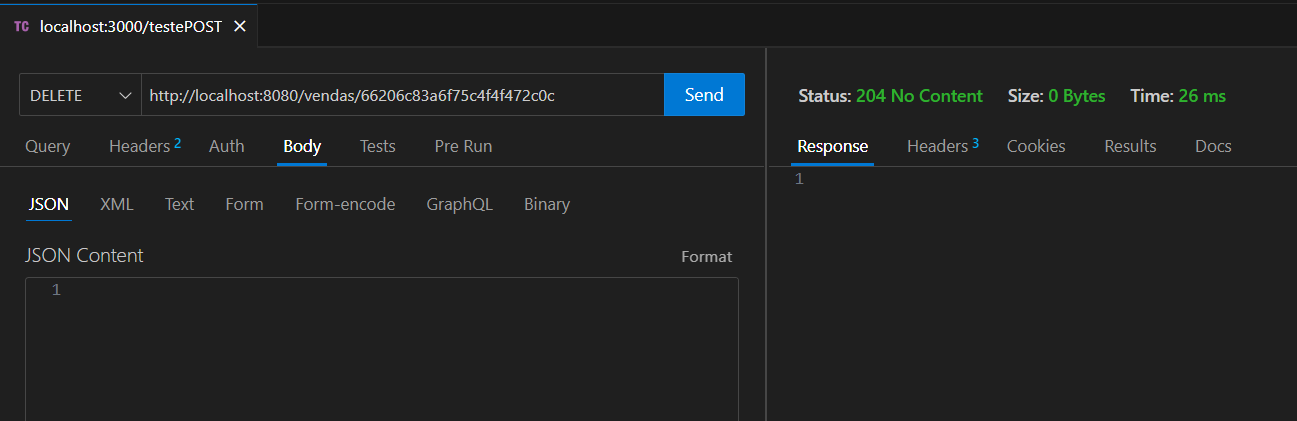 TC localhost:3000/testePOST ×
DELETE http://localhost:8080/vendas/66206c83a6f75c4f4f472c0c Send
Query Headers 2 Auth Body Tests Pre Run
JSON XML Text Form Form-encode GraphQL Binary
JSON Content Format
1
Status: 204 No Content Size: 0 Bytes Time: 26 ms
Response Headers 3 Cookies Results Docs
1